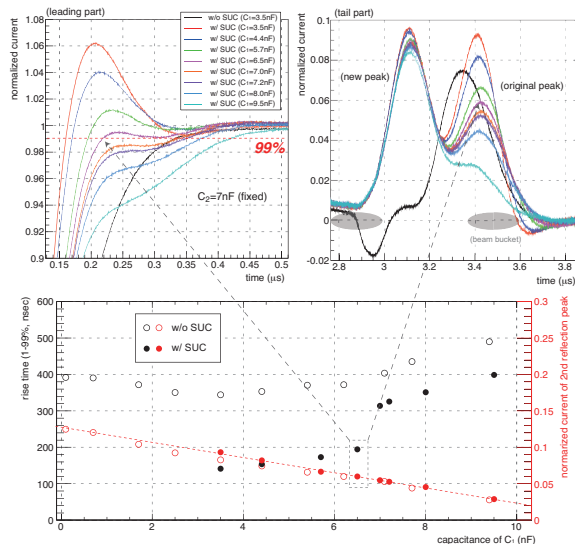 (leading part)
1.08
1.06
1.04
1.02
1.00
0.98
0.96
0.94
0.92
0.9
normalized current
w/o SUC (C1=3.5nF)
w/ SUC (C1=3.5nF)
w/ SUC (C1=4.4nF)
w/ SUC (C1=5.7nF)
w/ SUC (C1=6.5nF)
w/ SUC (C1=7.0nF)
w/ SUC (C1=7.2nF)
w/ SUC (C1=8.0nF)
w/ SUC (C1=9.5nF)
99%
C2=7nF (fixed)
0.15 0.2 0.25 0.3 0.35 0.4 0.45 0.5
time (μs)
(tail part)
0.1
0.08
0.06
0.04
0.02
0
-0.02
normalized current
(new peak)
(original peak)
(beam bucket)
2.8 3 3.2 3.4 3.6 3.8
time (μs)
600
500
400
300
200
100
0
rise time (1-99%, nsec)
w/o SUC
w/ SUC
0.3
0.25
0.2
0.15
0.1
0.05
0
normalized current of 2nd reflection peak
0 1 2 3 4 5 6 7 8 9 10
capacitance of C1 (nF)